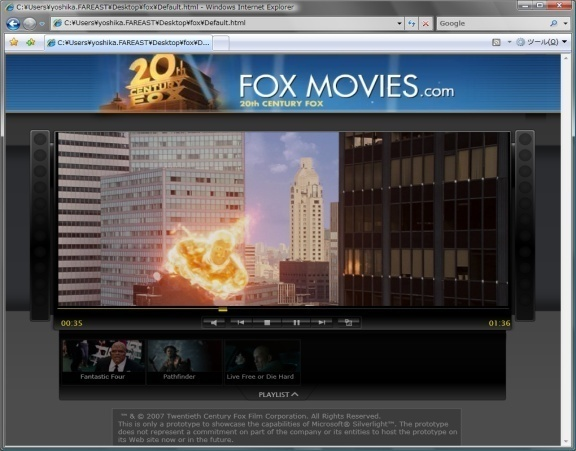 C:¥Users¥yoshika.FAREAST¥Desktop¥fox¥Default.html - Windows Internet Explorer
C:¥Users¥yoshika.FAREAST¥Desktop¥fox¥Default.html
Google
C:¥Users¥yoshika.FAREAST¥Desktop¥fox¥D...
ツール(O)
20th CENTURY FOX
FOX MOVIES.com
20th CENTURY FOX
00:35
01:36
Fantastic Four
Pathfinder
Live Free or Die Hard
PLAYLIST
™ & © 2007 Twentieth Century Fox Film Corporation. All Rights Reserved.
This is only a prototype to showcase the capabilities of Microsoft® Silverlight™. The prototype
does not represent a commitment on part of the company or its entities to host the prototype on
its Web site now or in the future.